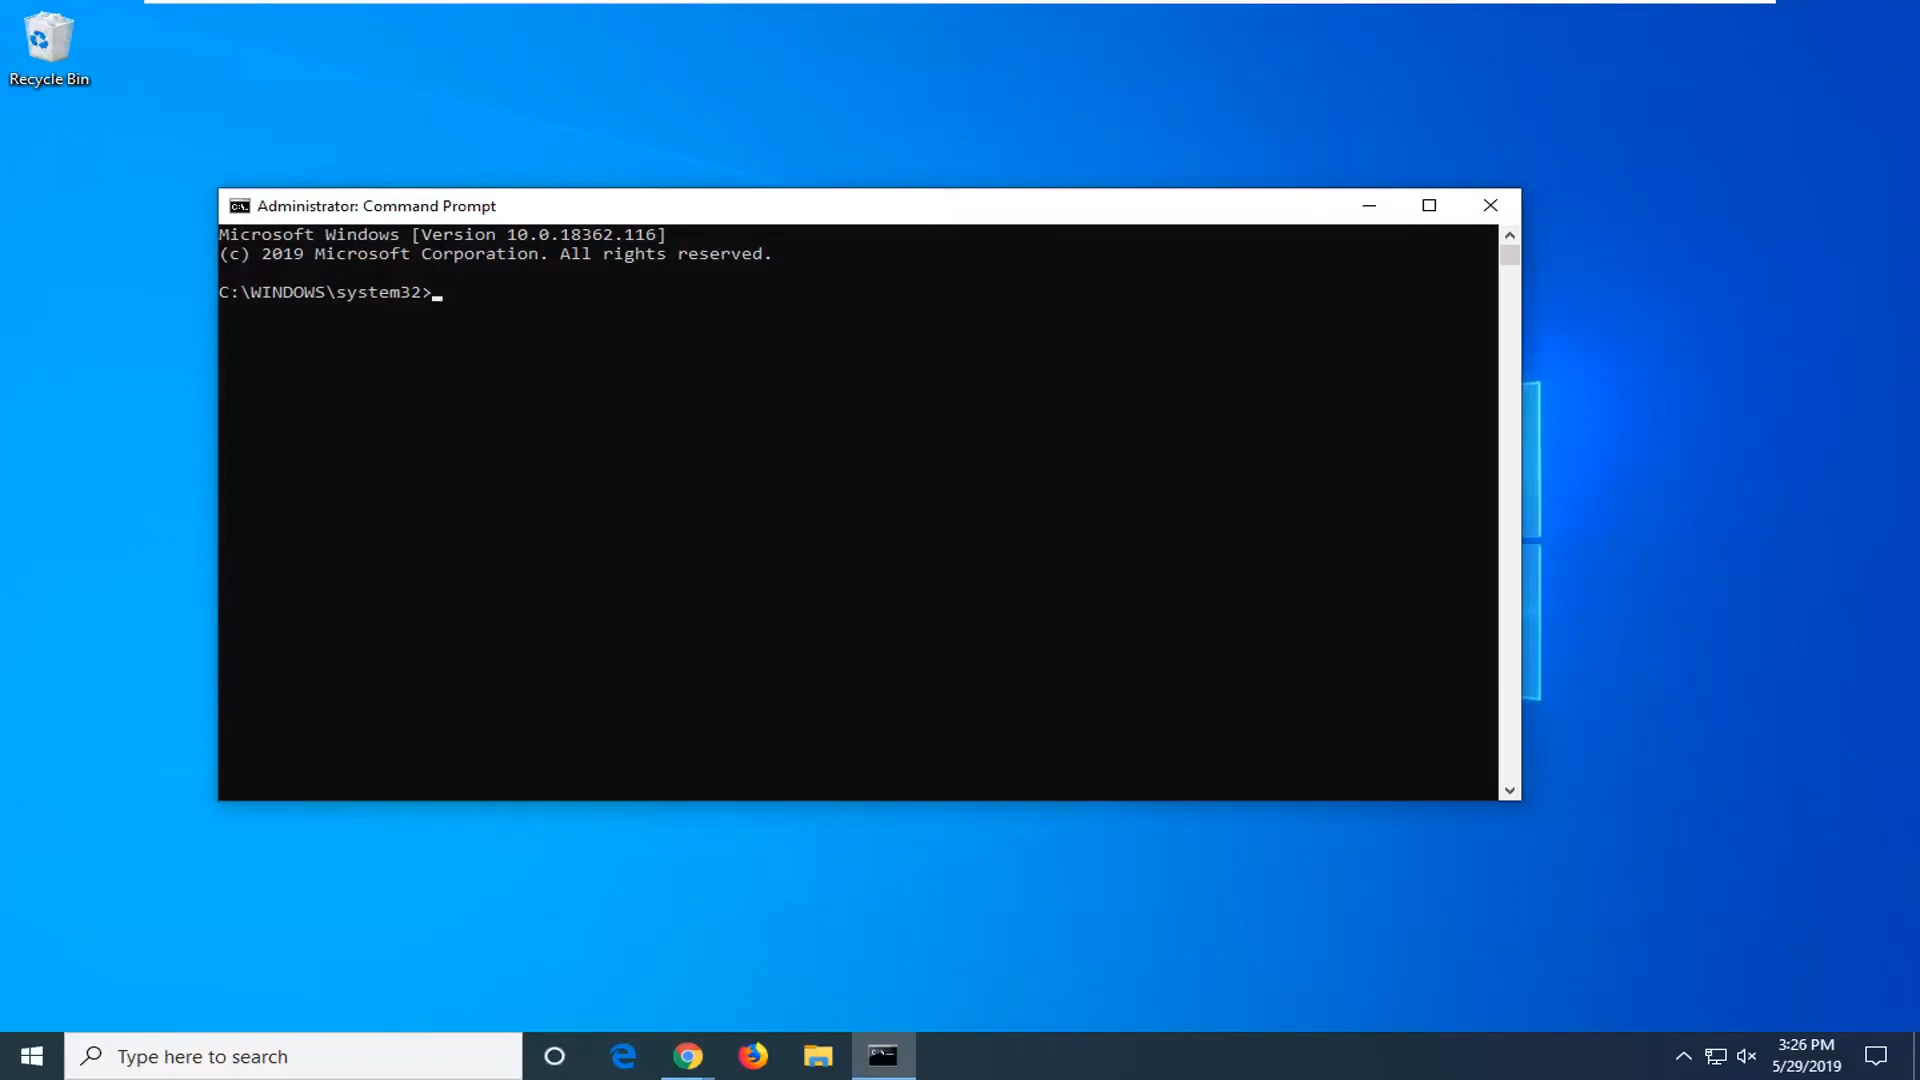 Recycle Bin
Administrator: Command Prompt
Microsoft Windows [Version 10.0.18362.116]
(c) 2019 Microsoft Corporation. All rights reserved.
C:\WINDOWS\system32>
Type here to search
3:26 PM
5/29/2019